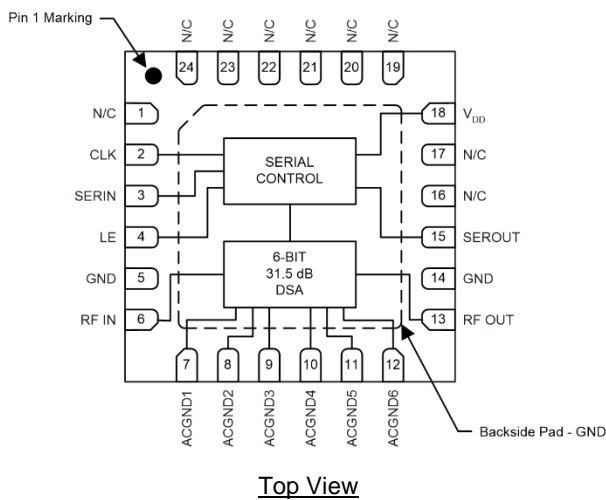 Pin 1 Marking
N/C
N/C
N/C
N/C
N/C
N/C
24
23
22
21
20
19
N/C
1
18
VDD
CLK
2
17
N/C
SERIAL
CONTROL
SERIN
3
16
N/C
LE
4
15
SEROUT
6-BIT
31.5 dB
DSA
GND
5
14
GND
RF IN
6
13
RF OUT
7
8
9
10
11
12
ACGND1
ACGND2
ACGND3
ACGND4
ACGND5
ACGND6
Backside Pad - GND
Top View